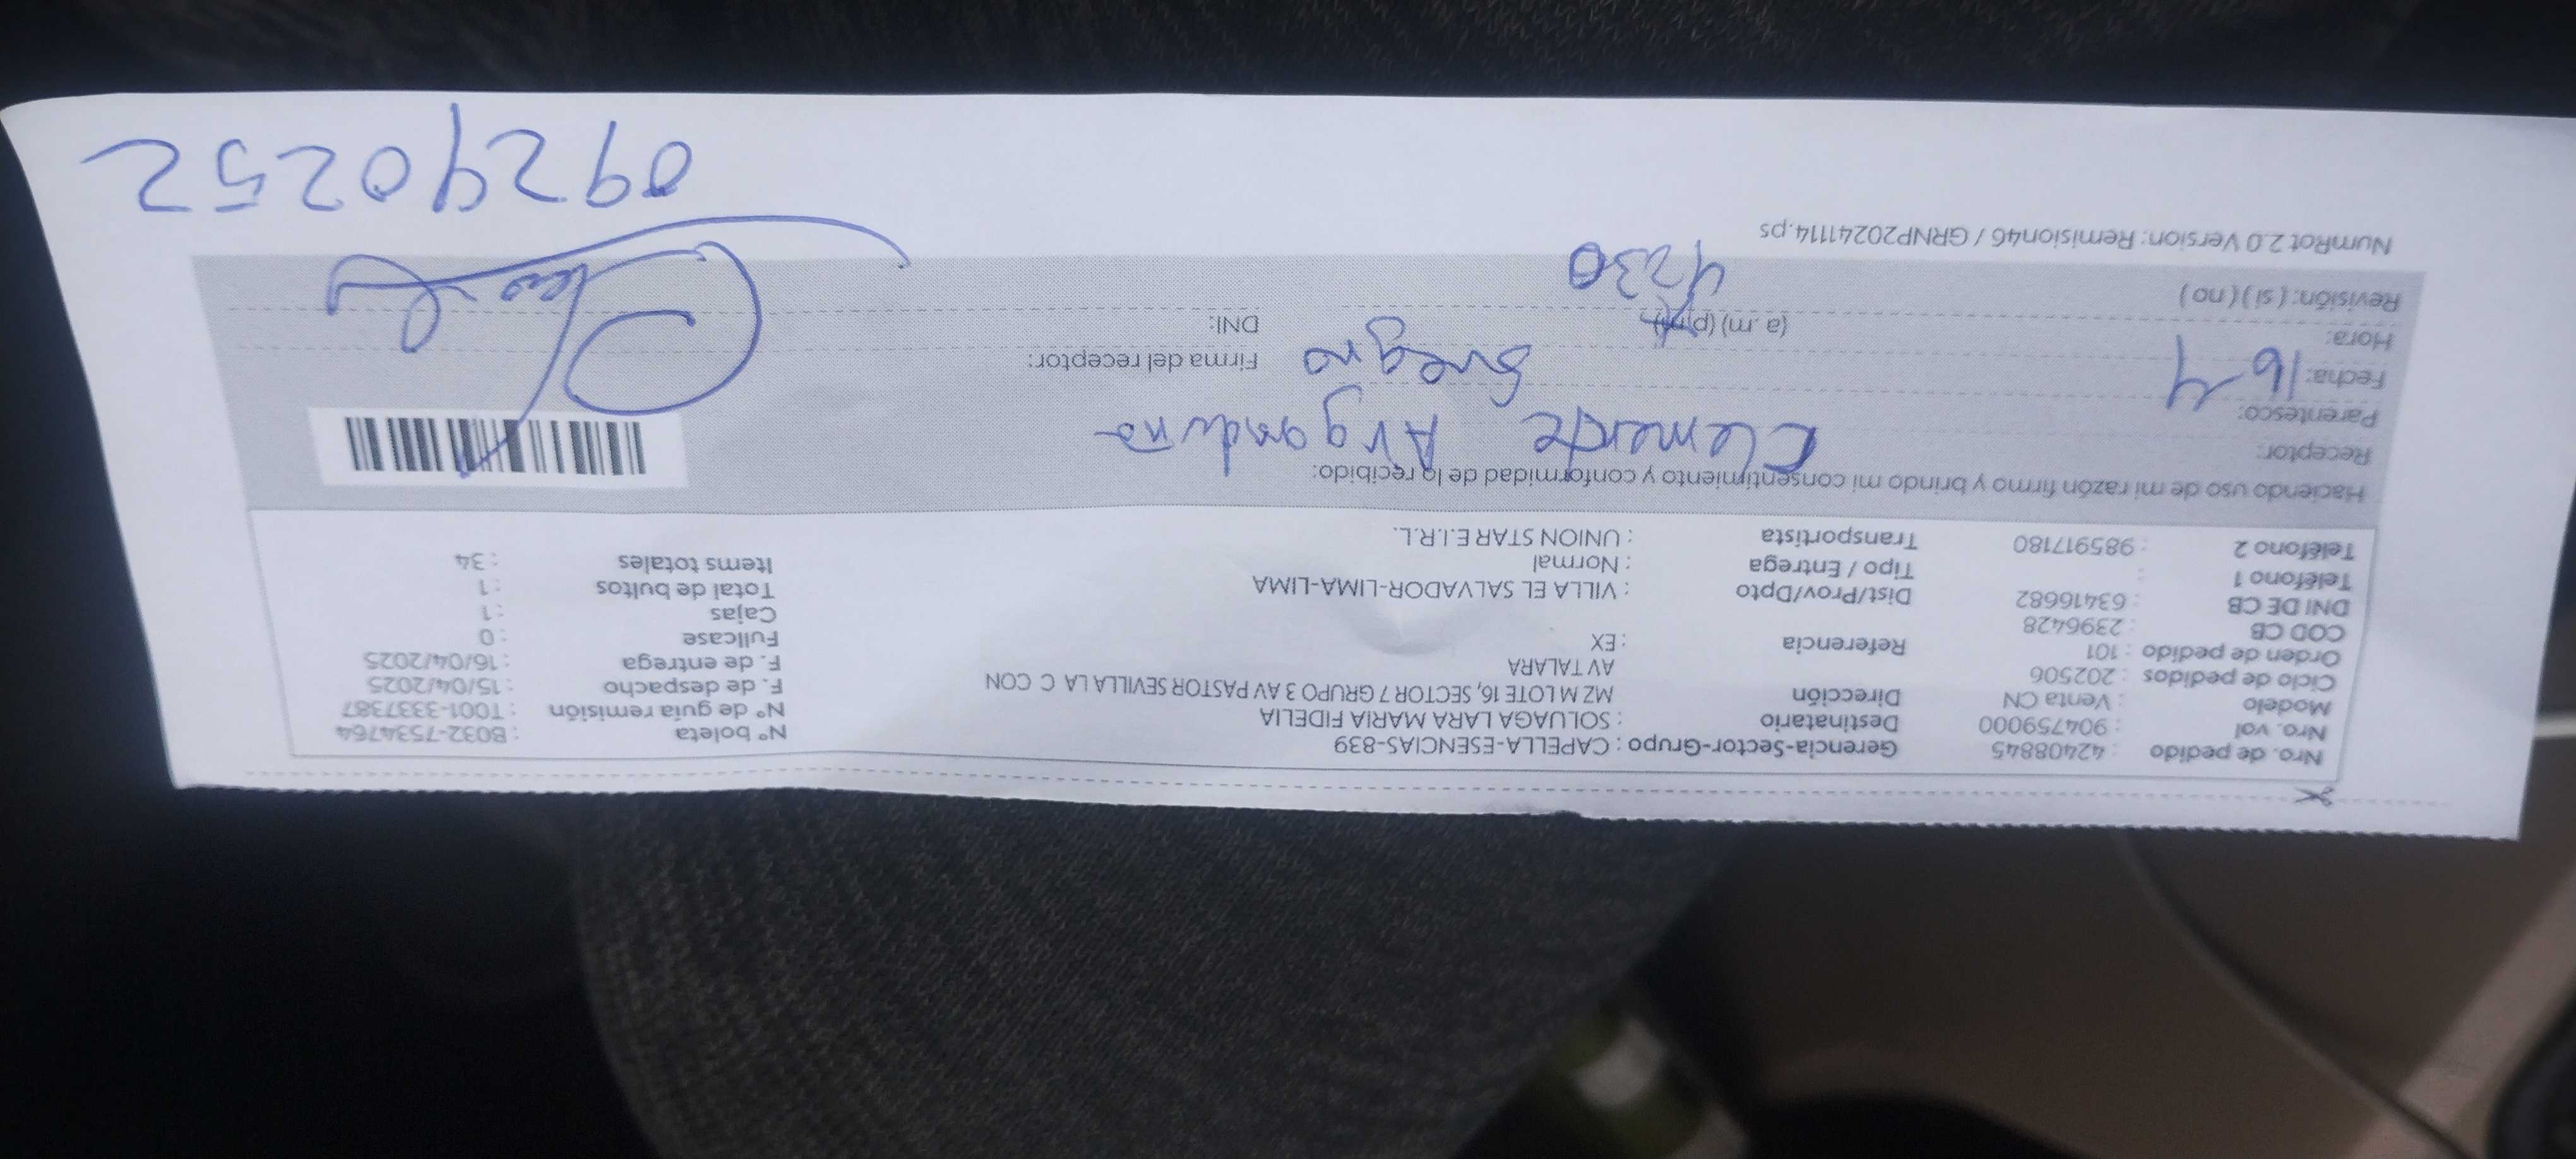 Nro. de pedido : 42408845 Gerencia-Sector-Grupo : CAPELLA-ESENCIAS-839 N° boleta : B032-7534764
Nro. vol : 904759000 Destinatario : SOLUAGA LARA MARIA FIDELIA N° de guia remisión : T001-3337387
Modelo : Venta CN Dirección MZ M LOTE 16, SECTOR 7 GRUPO 3 AV PASTOR SEVILLA LA C CON F. de despacho : 15/04/2025
Ciclo de pedidos : 202506 AV TALARA F. de entrega : 16/04/2025
Orden de pedido : 101 Referencia : EX Fullcase : 0
COD CB : 2396428 Cajas : 1
DNI DE CB : 63416682 Dist/Prov/Dpto : VILLA EL SALVADOR-LIMA-LIMA Total de bultos : 1
Teléfono 1 : Tipo / Entrega : Normal Items totales : 34
Teléfono 2 : 985917180 Transportista : UNION STAR E.I.R.L.
Haciendo uso de mi razón firmo y brindo mi consentimiento y conformidad de lo recibido:
Receptor: Clemente Argandura
Parentesco: Suegro
Fecha: 16 4 Firma del receptor:
Hora: (a.m) (p.m) DNI:
Revisión: ( si ) ( no ) 4230
NumRot 2.0 Version: Remision46 / GRNP20241114.ps
09290252